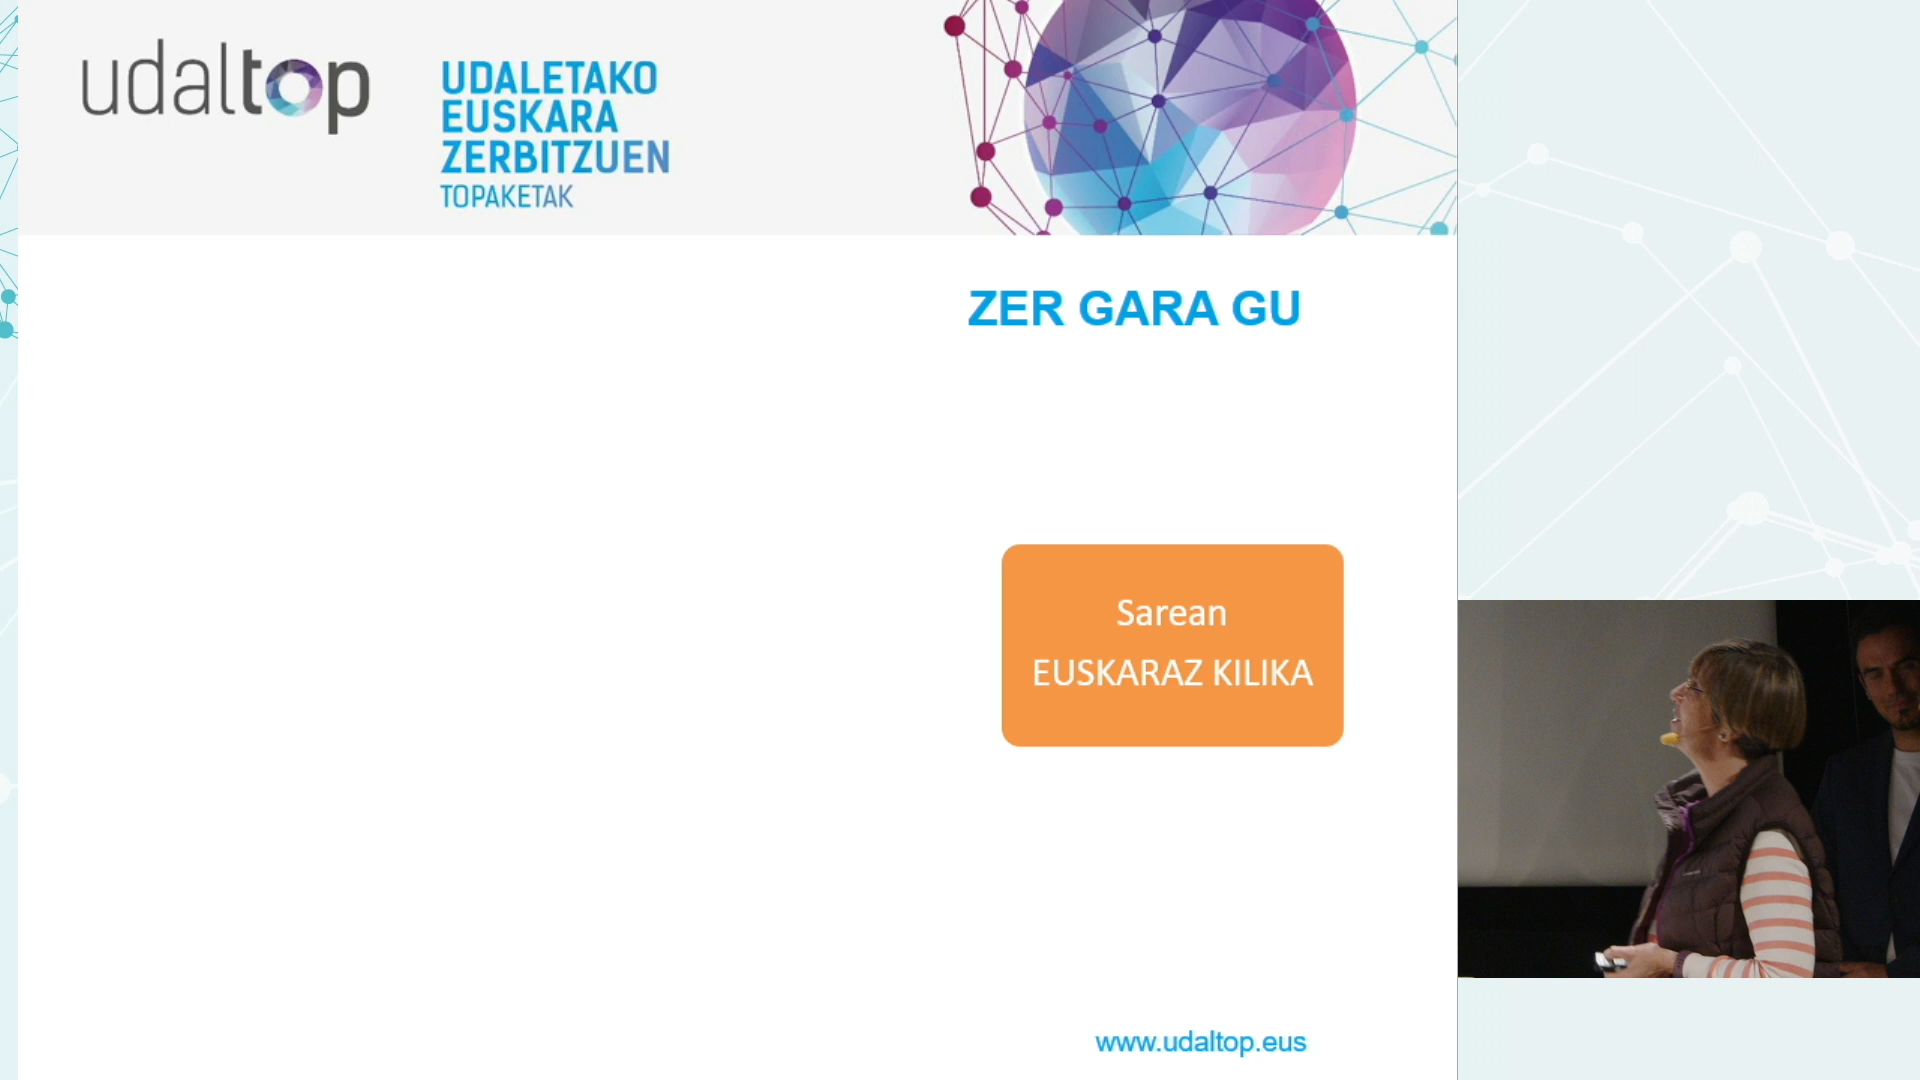 udaltop
UDALETAKO
EUSKARA
ZERBITZUEN
TOPAKETAK
ZER GARA GU
Sarean
EUSKARAZ KILIKA
www.udaltop.eus